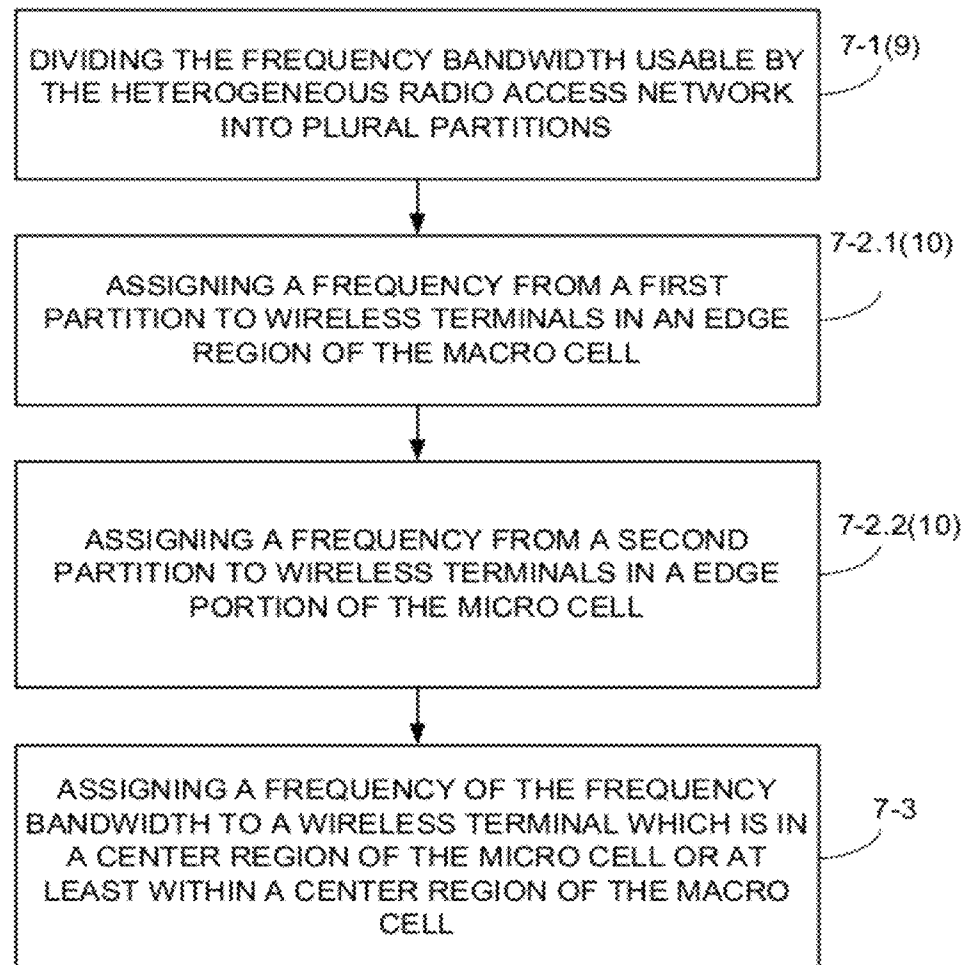 DIVIDING THE FREQUENCY BANDWIDTH USABLE BY
THE HETEROGENEOUS RADIO ACCESS NETWORK
INTO PLURAL PARTITIONS
7-1(9)
ASSIGNING A FREQUENCY FROM A FIRST
PARTITION TO WIRELESS TERMINALS IN AN EDGE
REGION OF THE MACRO CELL
7-2.1(10)
ASSIGNING A FREQUENCY FROM A SECOND
PARTITION TO WIRELESS TERMINALS IN A EDGE
PORTION OF THE MICRO CELL
7-2.2(10)
ASSIGNING A FREQUENCY OF THE FREQUENCY
BANDWIDTH TO A WIRELESS TERMINAL WHICH IS IN
A CENTER REGION OF THE MICRO CELL OR AT
LEAST WITHIN A CENTER REGION OF THE MACRO
CELL
7-3